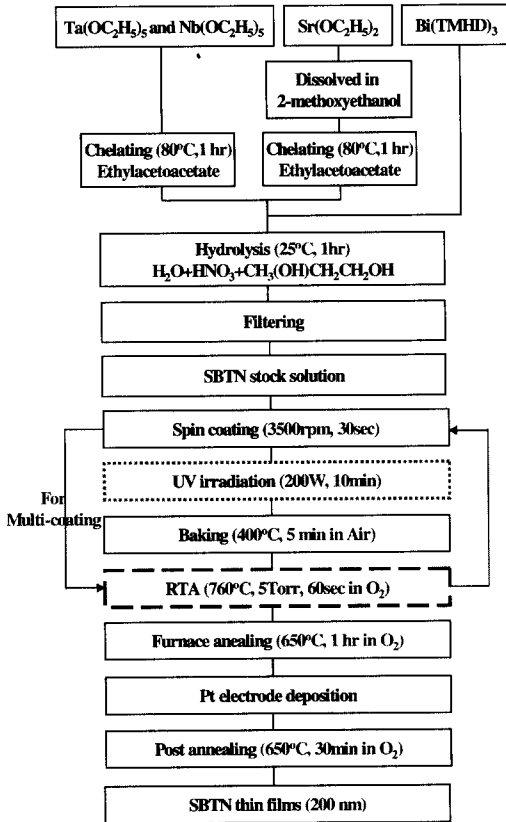 Ta(OC₂H₅)₅ and Nb(OC₂H₅)₅
Sr(OC₂H₅)₂
Bi(TMHD)₃
Dissolved in
2-methoxyethanol
Chelating (80°C,1 hr)
Ethylacetoacetate
Chelating (80°C,1 hr)
Ethylacetoacetate
Hydrolysis (25°C, 1hr)
H₂O+HNO₃+CH₃(OH)CH₂CH₂OH
Filtering
SBTN stock solution
Spin coating (3500rpm, 30sec)
UV irradiation (200W, 10min)
For
Multi-coating
Baking (400°C, 5 min in Air)
RTA (760°C, 5Torr, 60sec in O₂)
Furnace anealing (650°C, 1 hr in O₂)
Pt electrode deposition
Post annealing (650°C, 30min in O₂)
SBTN thin films (200 nm)